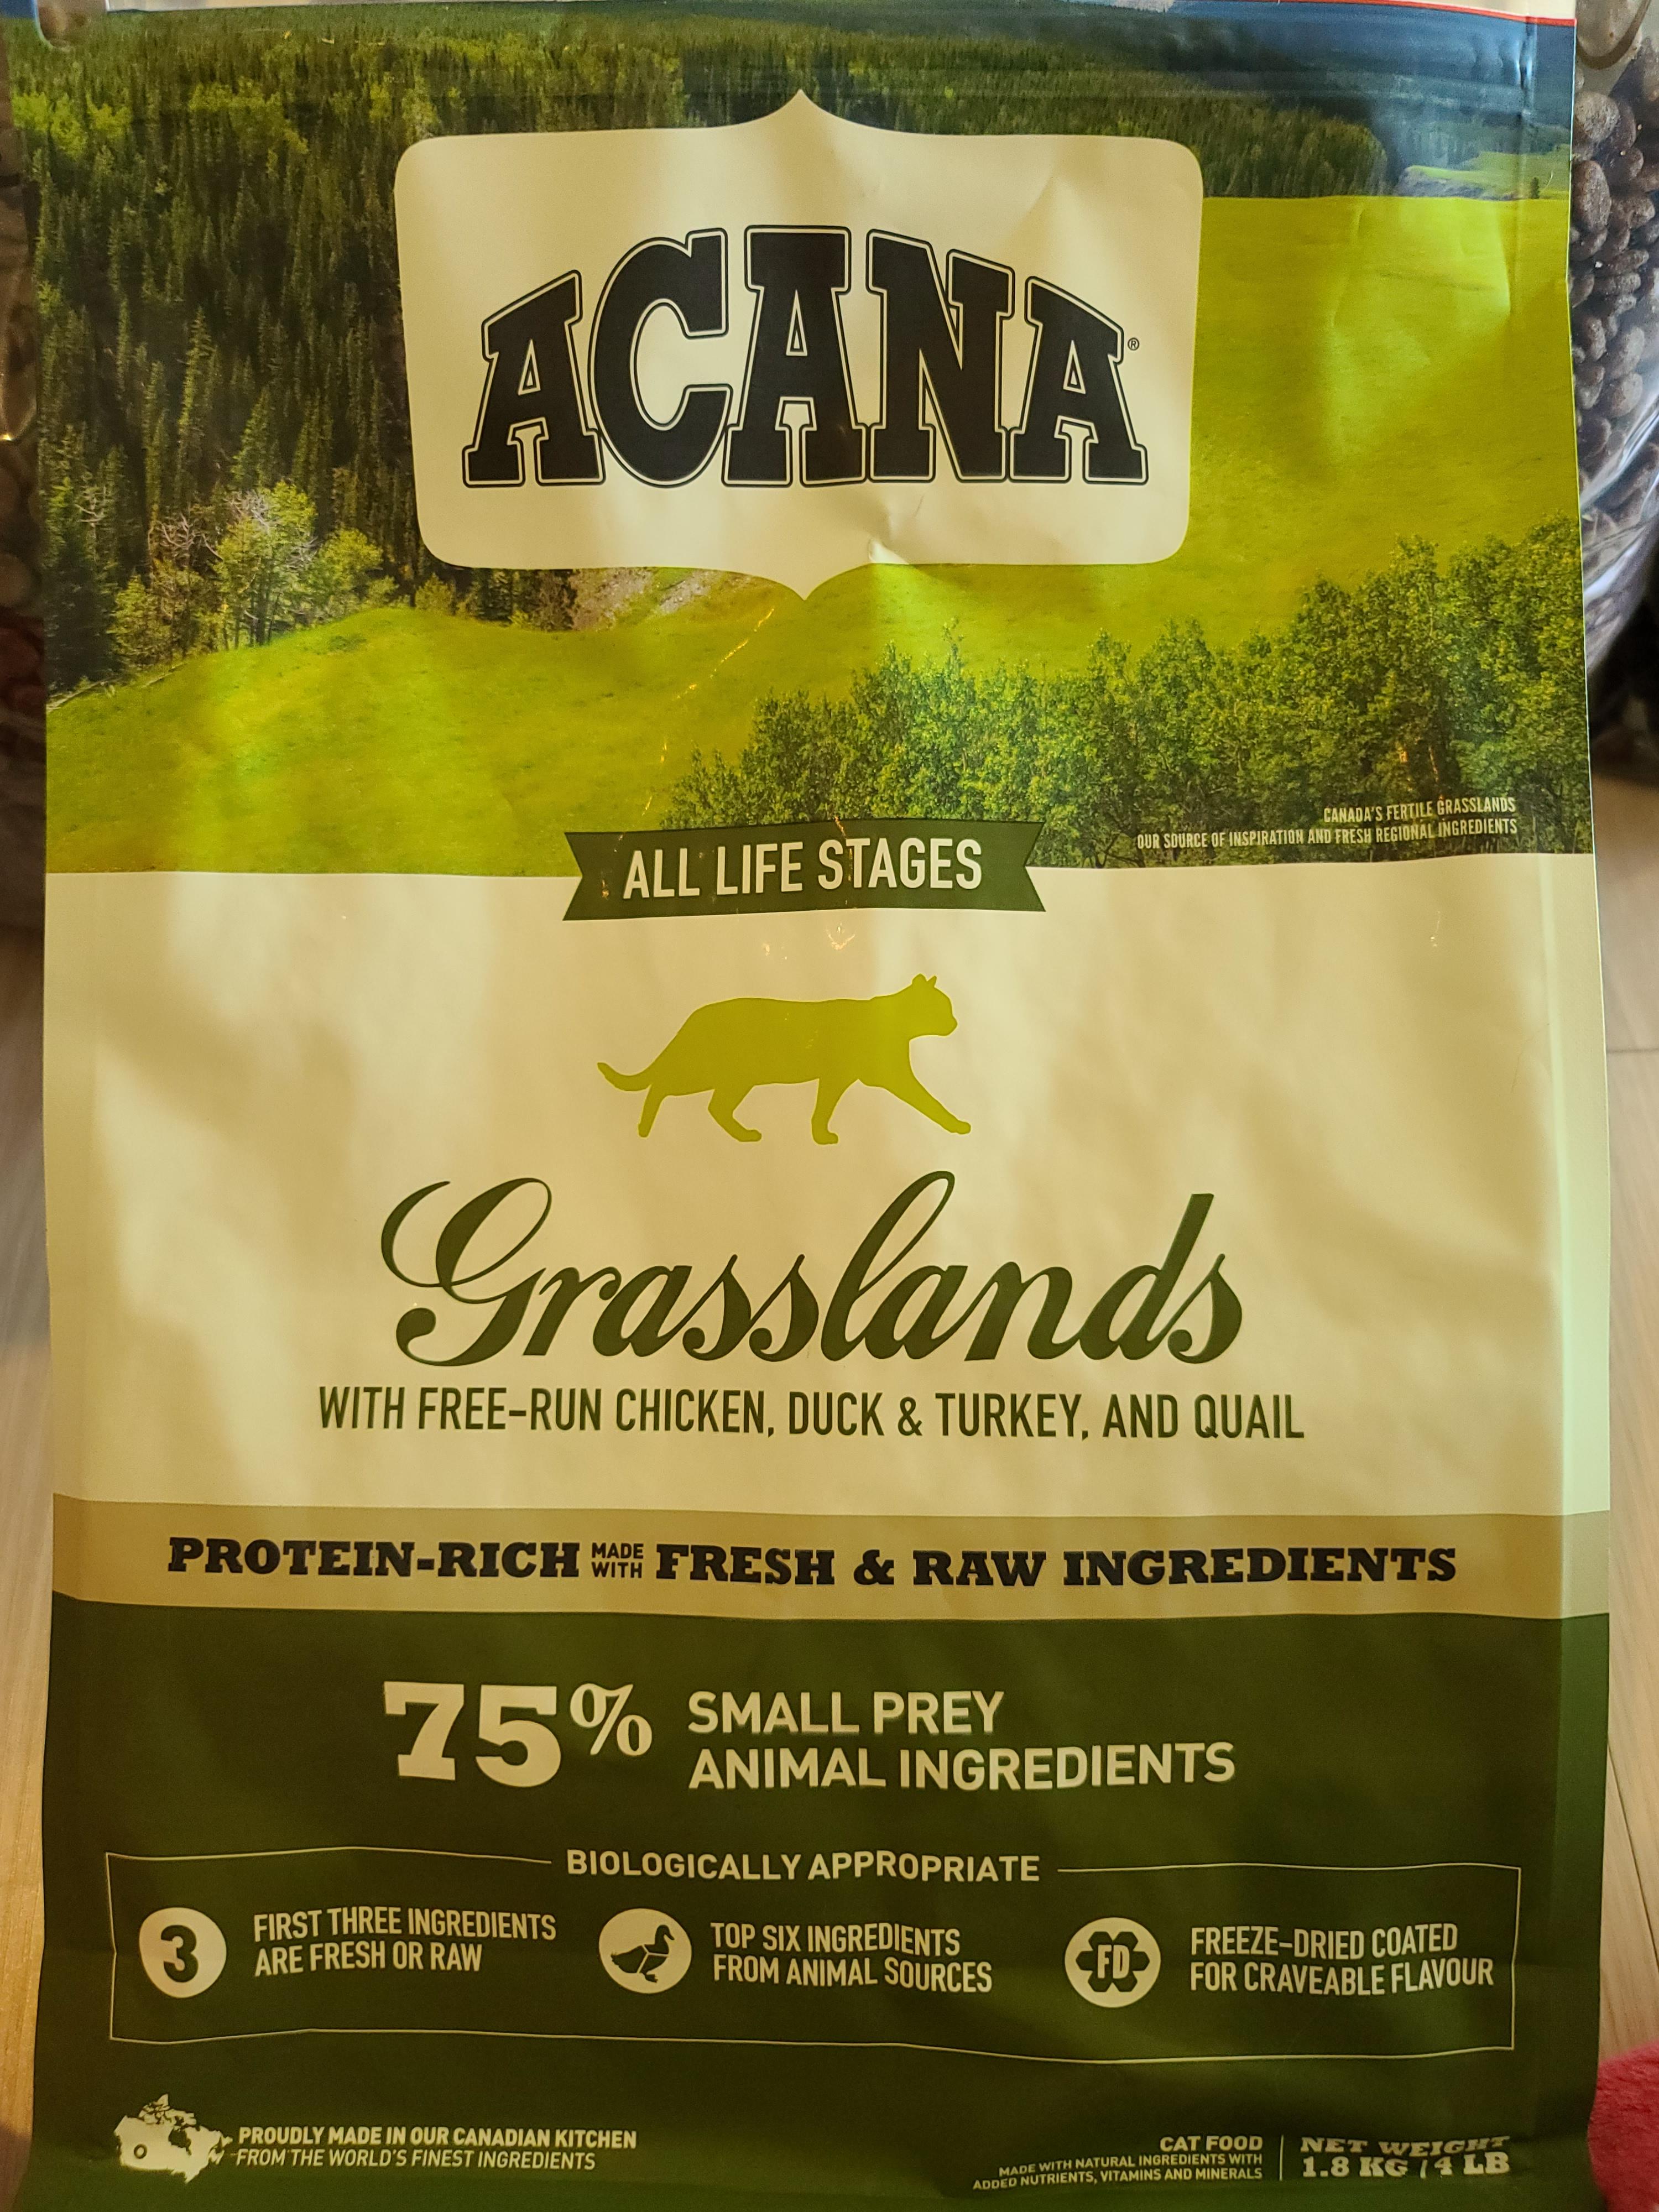 ACANA®
CANADA'S FERTILE GRASSLANDS
OUR SOURCE OF INSPIRATION AND FRESH REGIONAL INGREDIENTS
ALL LIFE STAGES
Grasslands
WITH FREE-RUN CHICKEN, DUCK & TURKEY, AND QUAIL
PROTEIN-RICH MADE WITH FRESH & RAW INGREDIENTS
75% SMALL PREY
ANIMAL INGREDIENTS
BIOLOGICALLY APPROPRIATE
3
FIRST THREE INGREDIENTS
ARE FRESH OR RAW
TOP SIX INGREDIENTS
FROM ANIMAL SOURCES
FD
FREEZE-DRIED COATED
FOR CRAVEABLE FLAVOUR
PROUDLY MADE IN OUR CANADIAN KITCHEN
FROM THE WORLD'S FINEST INGREDIENTS
CAT FOOD
MADE WITH NATURAL INGREDIENTS WITH
ADDED NUTRIENTS, VITAMINS AND MINERALS
NET WEIGHT
1.8 KG / 4 LB